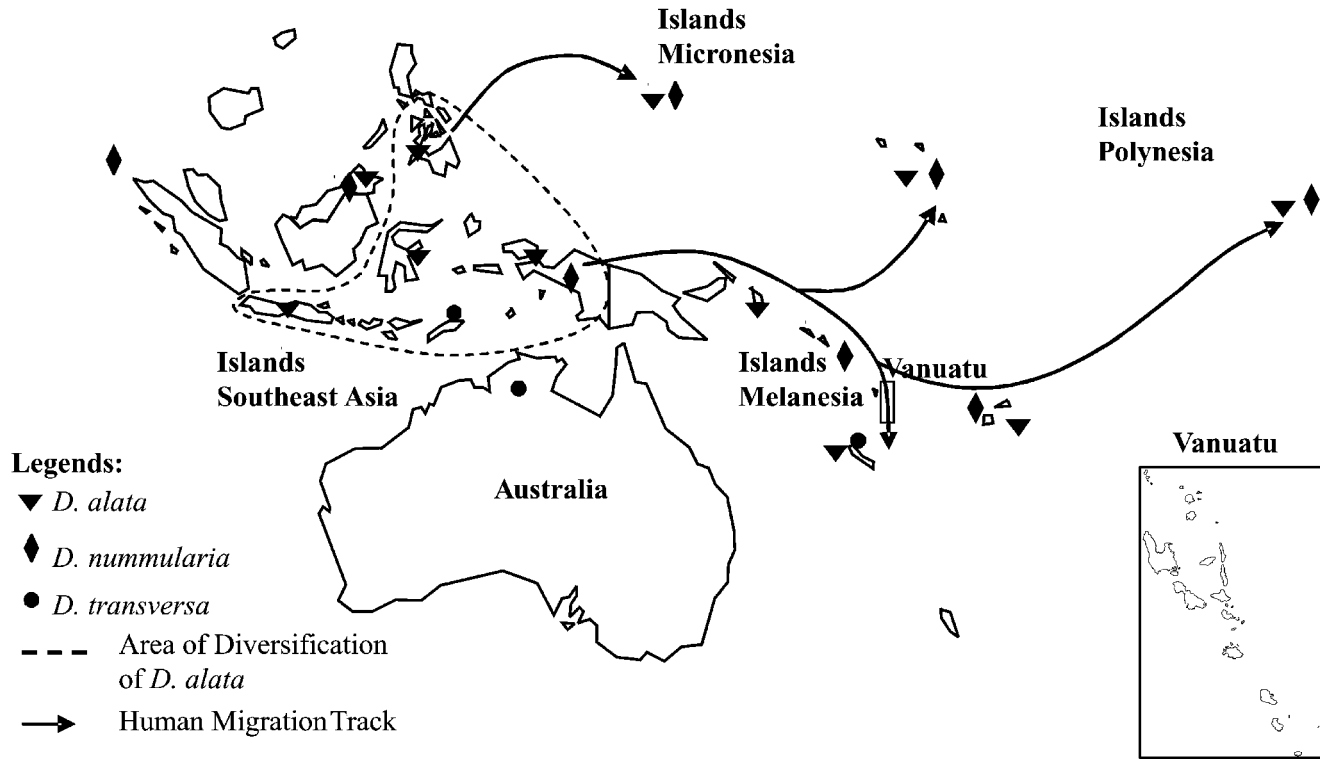 Islands
Micronesia
Islands
Polynesia
Islands
Southeast Asia
Islands
Melanesia
Vanuatu
Australia
Vanuatu
Legends:
D. alata
D. nummularia
D. transversa
Area of Diversification
of D. alata
Human Migration Track